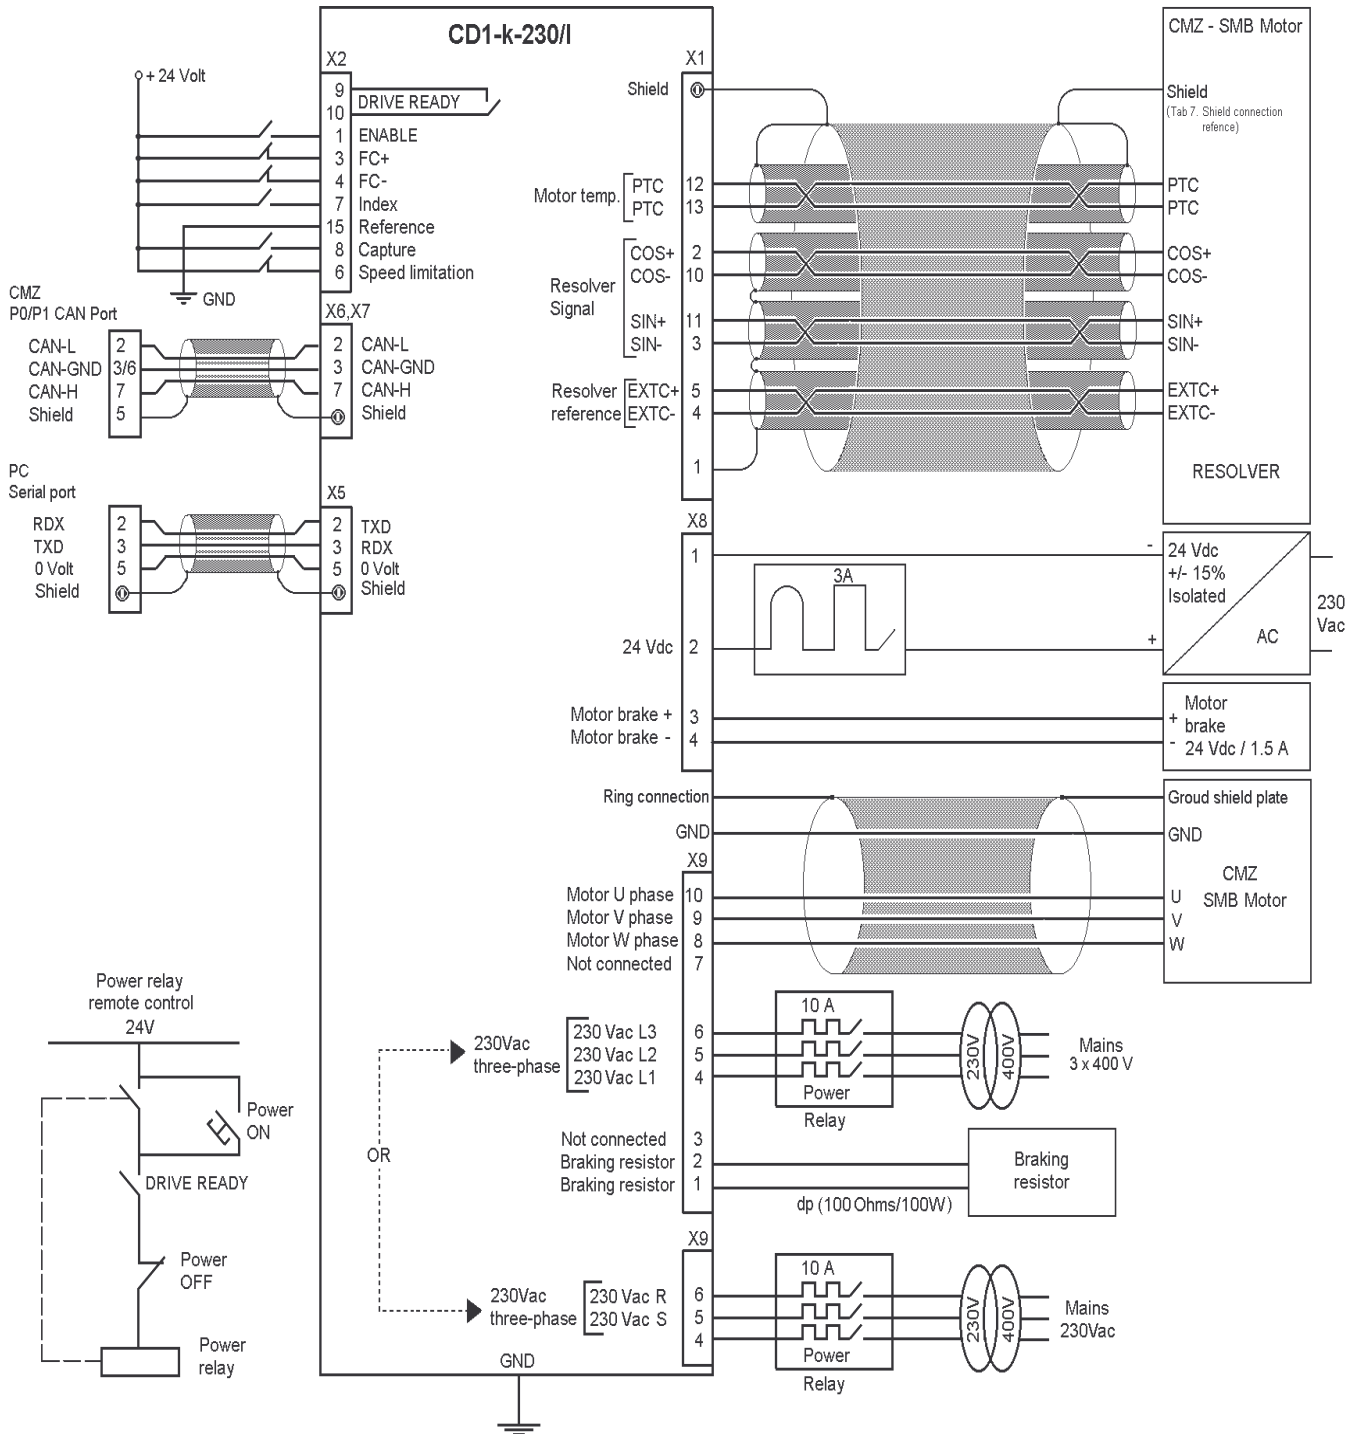 CD1-k-230/I
X2
+ 24 Volt
9
DRIVE READY
10
1 ENABLE
3 FC+
4 FC-
7 Index
15 Reference
8 Capture
6 Speed limitation
GND
CMZ
P0/P1 CAN Port
X6,X7
CAN-L 2
CAN-GND 3/6
CAN-H 7
Shield 5
2 CAN-L
3 CAN-GND
7 CAN-H
Shield
PC
Serial port
X5
RDX 2
TXD 3
0 Volt 5
Shield
2 TXD
3 RDX
5 0 Volt
Shield
X1
Shield
Motor temp.
PTC 12
PTC 13
Resolver
Signal
COS+ 2
COS- 10
SIN+ 11
SIN- 3
Resolver
reference
EXTC+ 5
EXTC- 4
1
CMZ - SMB Motor
Shield
(Tab 7. Shield connection
refence)
PTC
PTC
COS+
COS-
SIN+
SIN-
EXTC+
EXTC-
RESOLVER
X8
1
-
3A
24 Vdc 2
+
24 Vdc
+/- 15%
Isolated
AC
230
Vac
Motor brake + 3
Motor brake - 4
+
-
Motor
brake
24 Vdc / 1.5 A
Ring connection
Groud shield plate
GND
GND
X9
Motor U phase 10
Motor V phase 9
Motor W phase 8
Not connected 7
CMZ
SMB Motor
U
V
W
230Vac
three-phase
230 Vac L3 6
230 Vac L2 5
230 Vac L1 4
10 A
Power
Relay
230V
400V
Mains
3 x 400 V
OR
Not connected 3
Braking resistor 2
Braking resistor 1
dp (100 Ohms/100W)
Braking
resistor
X9
230Vac
three-phase
230 Vac R 6
230 Vac S 5
4
10 A
Power
Relay
230V
400V
Mains
230Vac
GND
Power relay
remote control
24V
Power
ON
DRIVE READY
Power
OFF
Power
relay